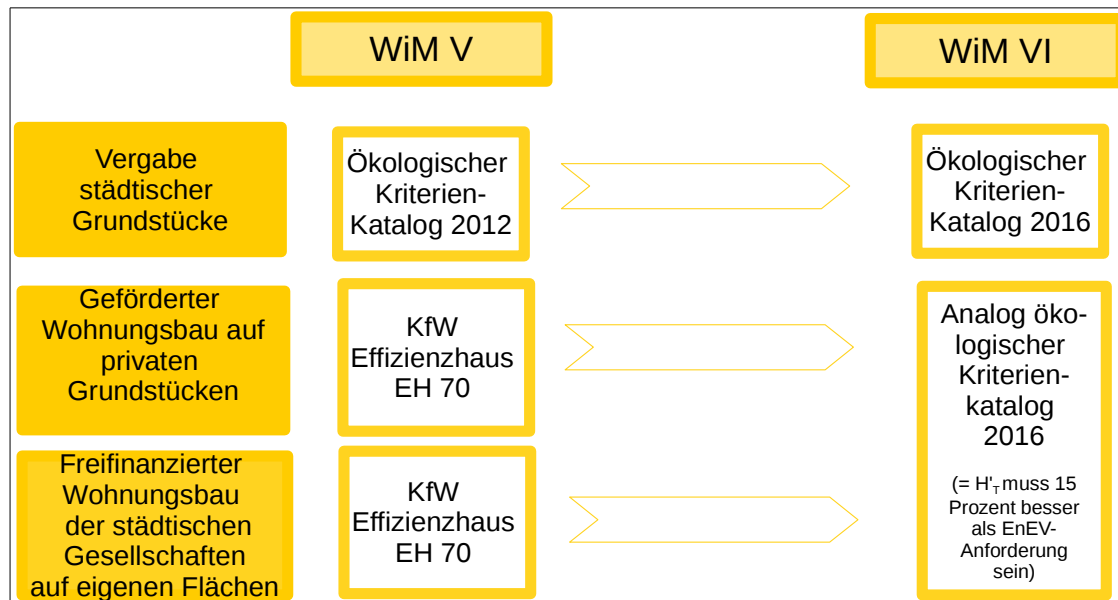 WiM V
WiM VI
Vergabe
städtischer
Grundstücke
Ökologischer
Kriterien-
Katalog 2012
Ökologischer
Kriterien-
Katalog 2016
Geförderter
Wohnungsbau auf
privaten
Grundstücken
KfW
Effizienzhaus
EH 70
Analog öko-
logischer
Kriterien-
katalog
2016
(= H'T muss 15
Prozent besser
als EnEV-
Anforderung
sein)
Freifinanzierter
Wohnungsbau
der städtischen
Gesellschaften
auf eigenen Flächen
KfW
Effizienzhaus
EH 70